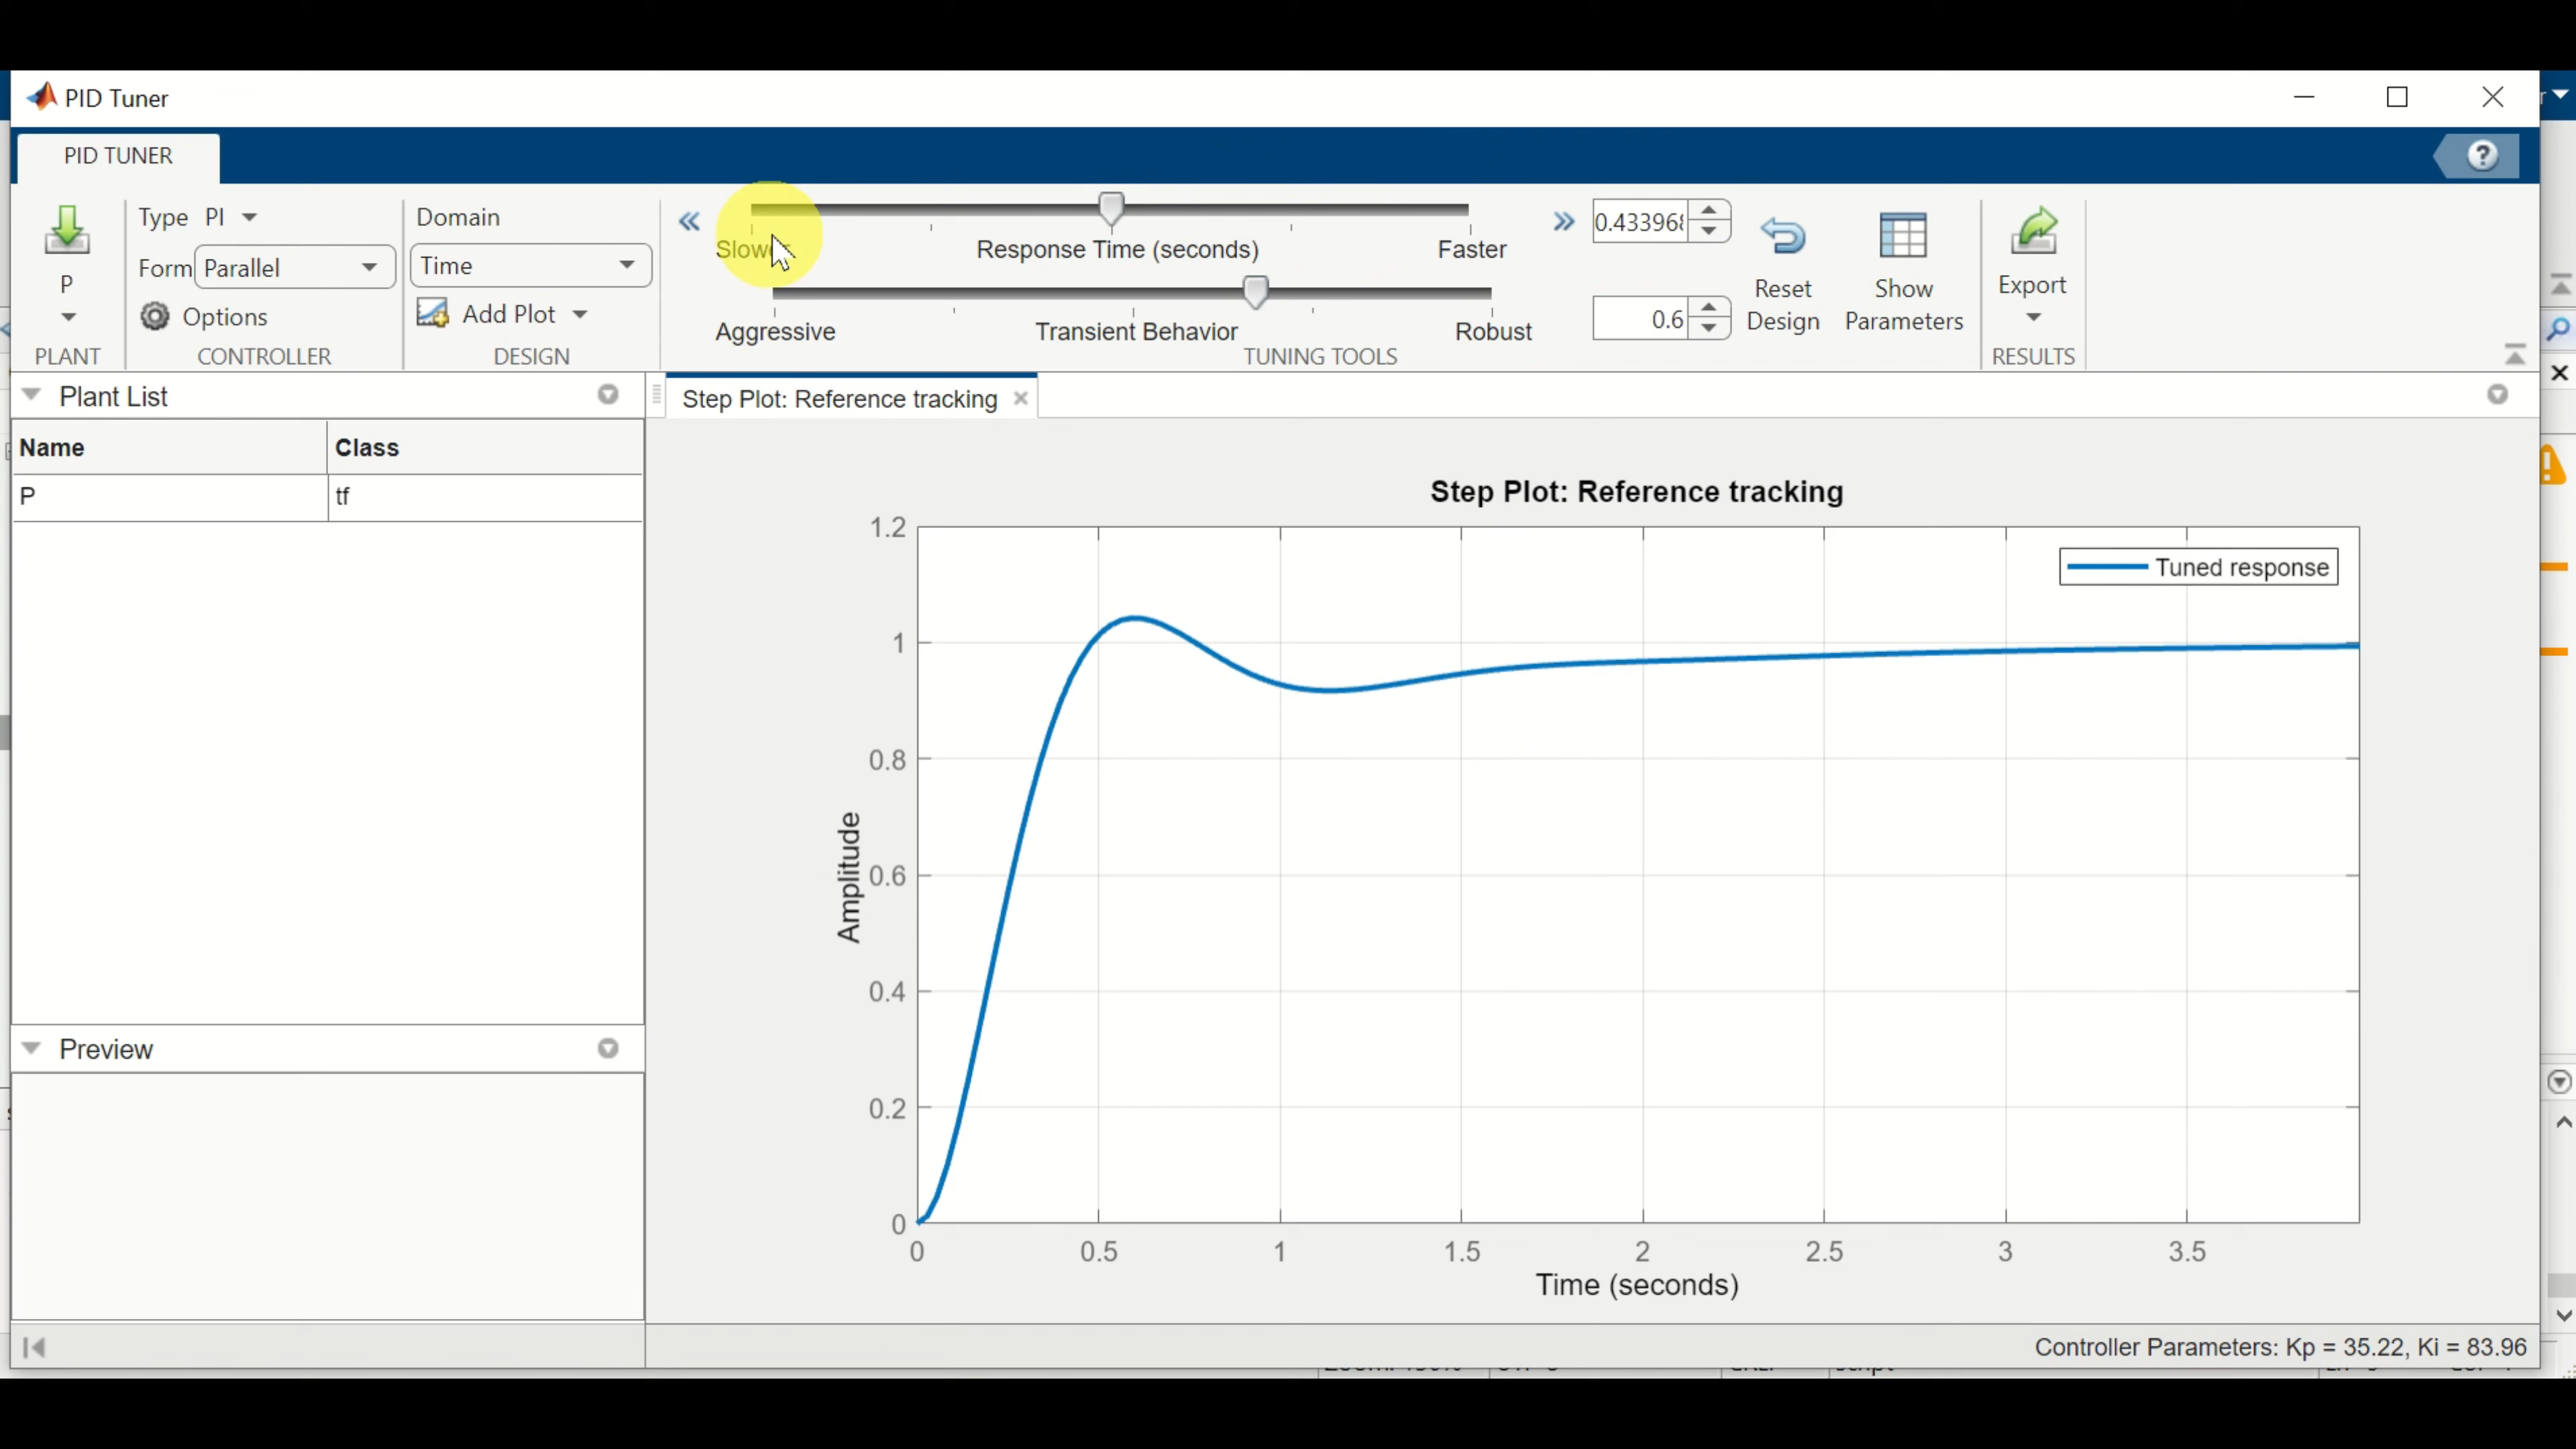 PID Tuner
PID TUNER
?
P
PLANT
Type PI
Form Parallel
Options
CONTROLLER
Domain
Time
Add Plot
DESIGN
Slower Response Time (seconds) Faster
0.433968
Aggressive Transient Behavior Robust
0.6
TUNING TOOLS
Reset Design
Show Parameters
Export
RESULTS
Plant List
Name Class
P tf
Preview
Step Plot: Reference tracking
Step Plot: Reference tracking
Tuned response
Amplitude
1.2
1
0.8
0.6
0.4
0.2
0
0 0.5 1 1.5 2 2.5 3 3.5
Time (seconds)
Controller Parameters: Kp = 35.22, Ki = 83.96